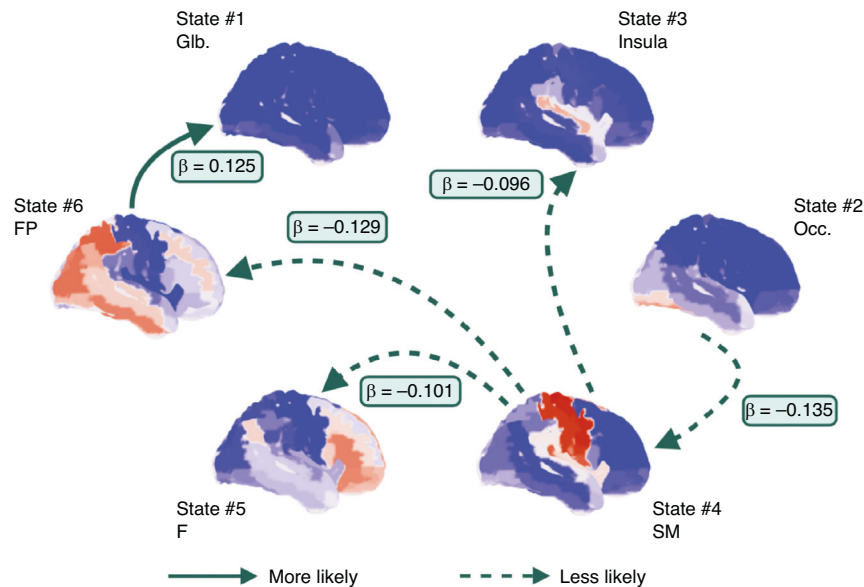 State #1
Glb.
State #3
Insula
β = 0.125
β = –0.096
State #6
FP
β = –0.129
State #2
Occ.
β = –0.101
β = –0.135
State #5
F
State #4
SM
More likely
Less likely